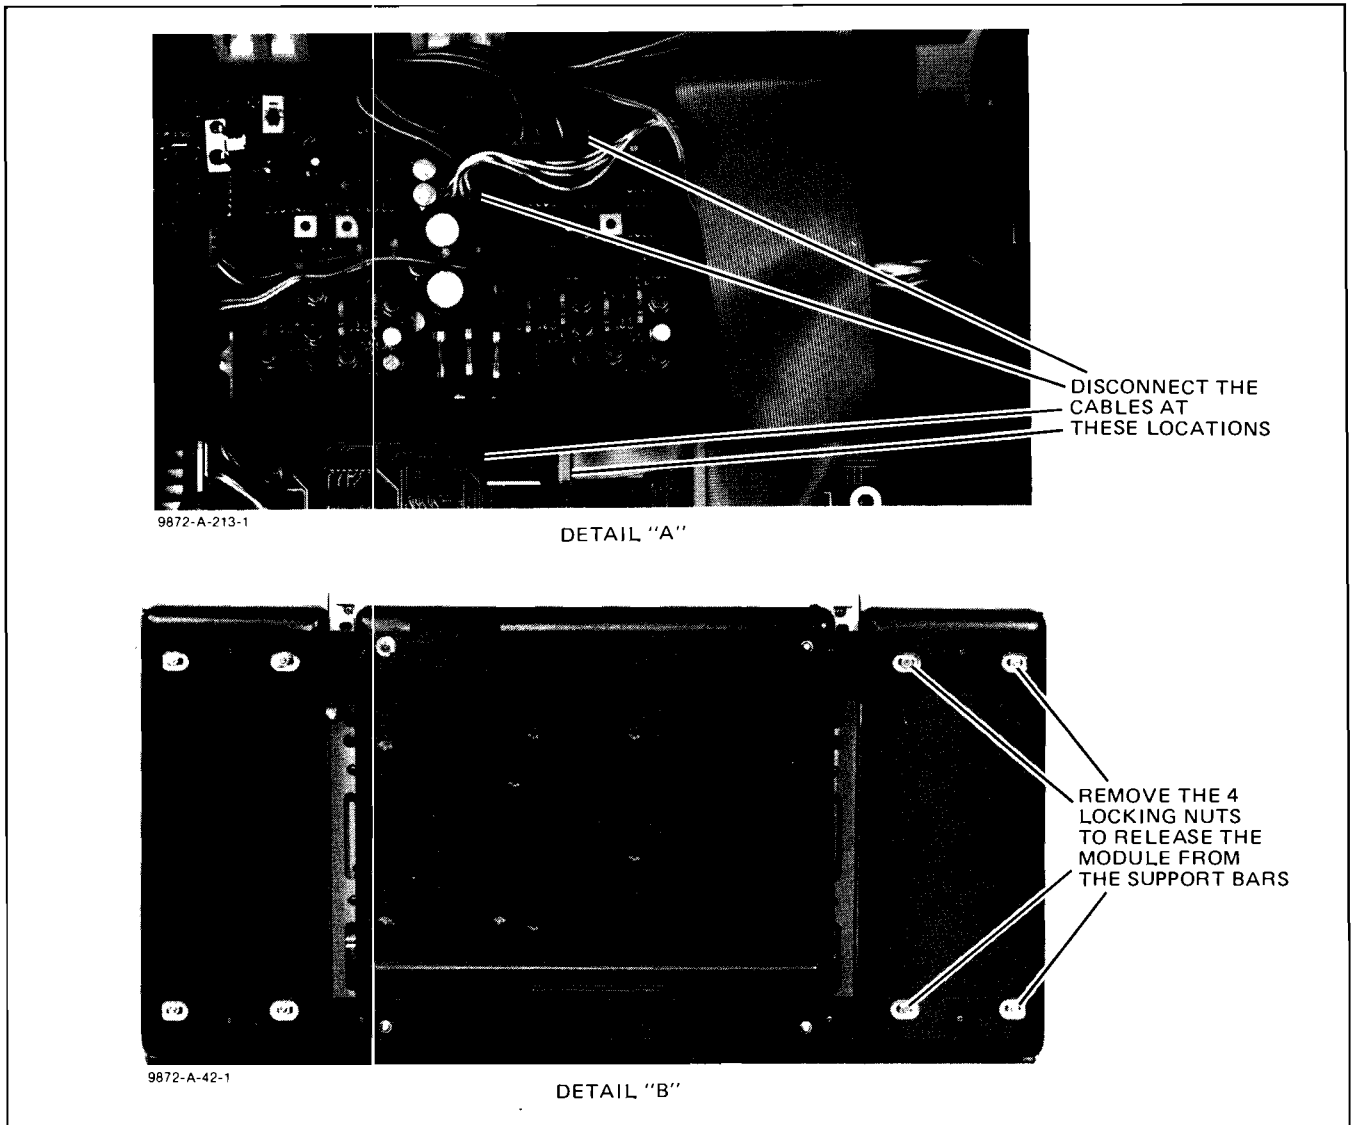 DISCONNECT THE
CABLES AT
THESE LOCATIONS
9872-A-213-1
DETAIL "A"
REMOVE THE 4
LOCKING NUTS
TO RELEASE THE
MODULE FROM
THE SUPPORT BARS
9872-A-42-1
DETAIL "B"